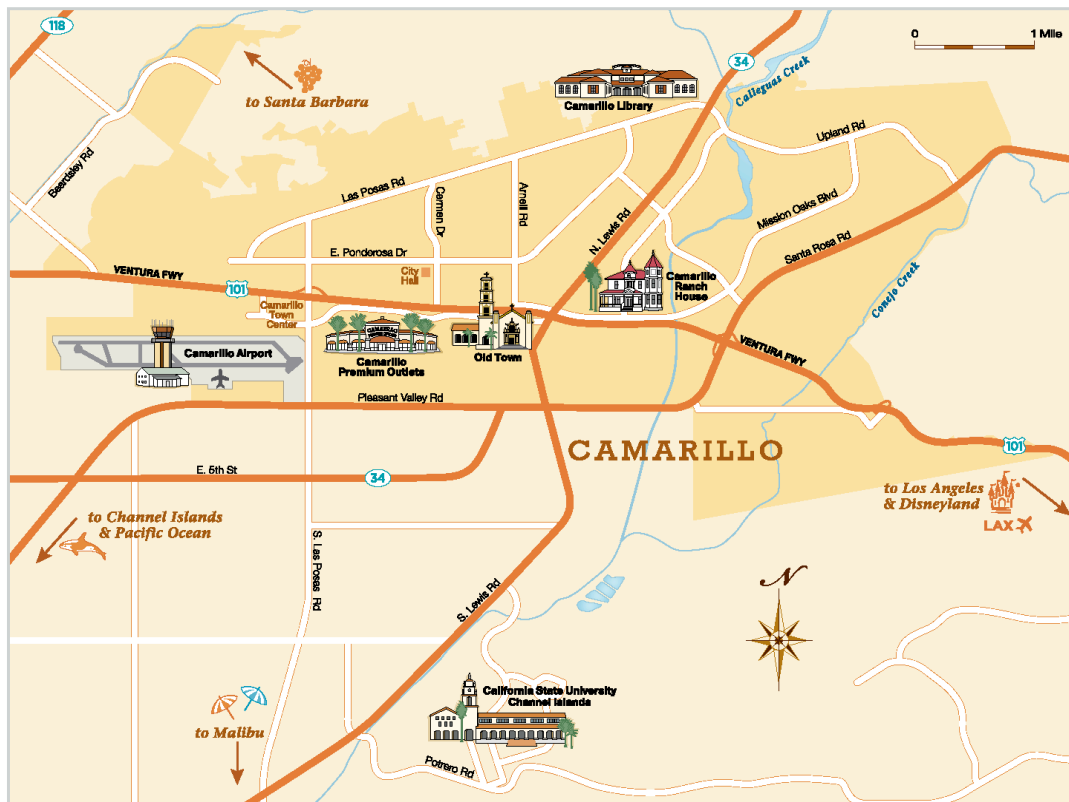 118
to Santa Barbara
Camarillo Library
34
0 1 Mile
Calleguas Creek
Upland Rd
Beardsley Rd
Las Posas Rd
Carmen Dr
Arneill Rd
N. Lewis Rd
Mission Oaks Blvd
Santa Rosa Rd
Conejo Creek
E. Ponderosa Dr
City
Hall
VENTURA FWY
101
Camarillo
Town
Center
Camarillo
Ranch
House
Camarillo Airport
Camarillo
Premium Outlets
Old Town
VENTURA FWY
Pleasant Valley Rd
CAMARILLO
101
E. 5th St
34
to Los Angeles
& Disneyland
LAX
to Channel Islands
& Pacific Ocean
S. Las Posas Rd
S. Lewis Rd
N
California State University
Channel Islands
to Malibu
Potrero Rd